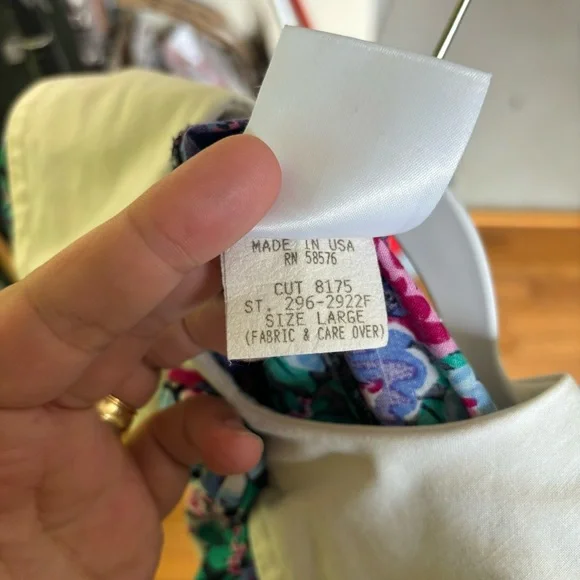 MADE IN USA
RN 58576
CUT 8175
ST. 296-2922F
SIZE LARGE
(FABRIC & CARE OVER)